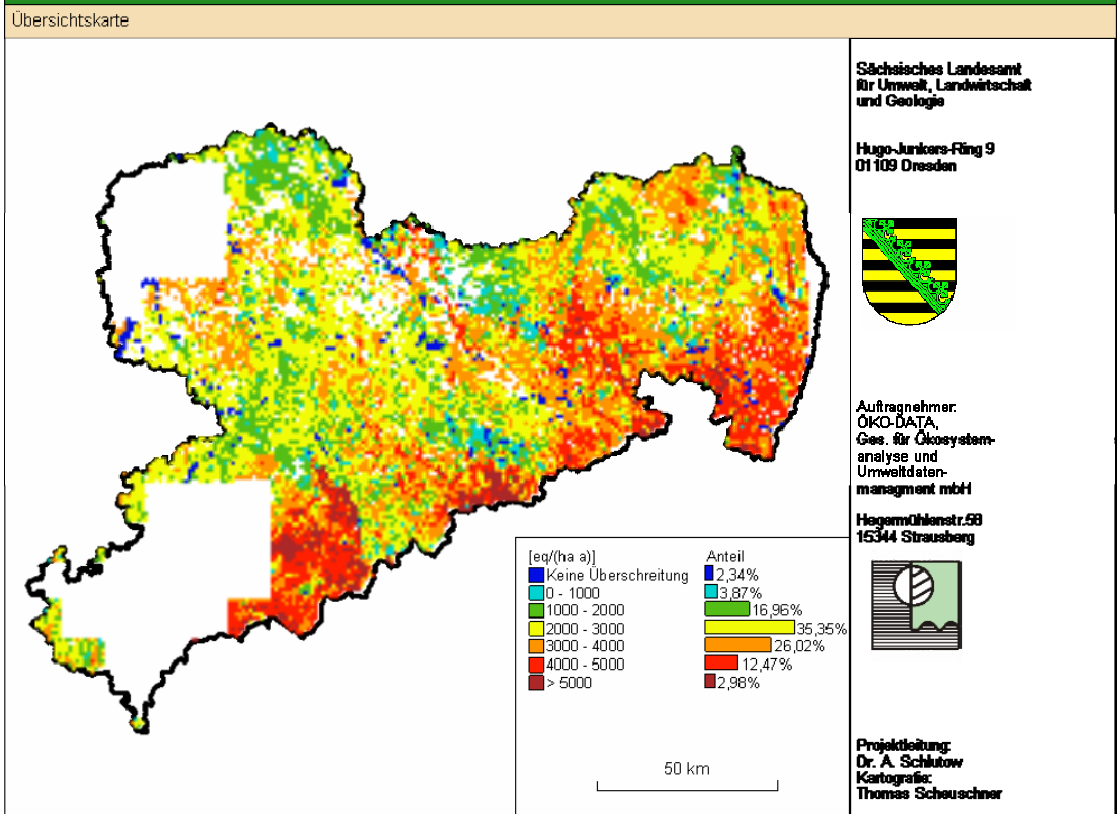 Übersichtskarte
Sächsisches Landesamt
für Umwelt, Landwirtschaft
und Geologie
Hugo-Junkers-Ring 9
01109 Dresden
Auftragnehmer:
ÖKO-DATA,
Ges. für Ökosystem-
analyse und
Umweltdaten-
managment mbH
Hegermühlenstr.58
15344 Strausberg
[eq/(ha a)] Anteil
Keine Überschreitung 2,34%
0 - 1000 3,87%
1000 - 2000 16,96%
2000 - 3000 35,35%
3000 - 4000 26,02%
4000 - 5000 12,47%
> 5000 2,98%
50 km
Projektleitung:
Dr. A. Schlutow
Kartografie:
Thomas Scheuschner